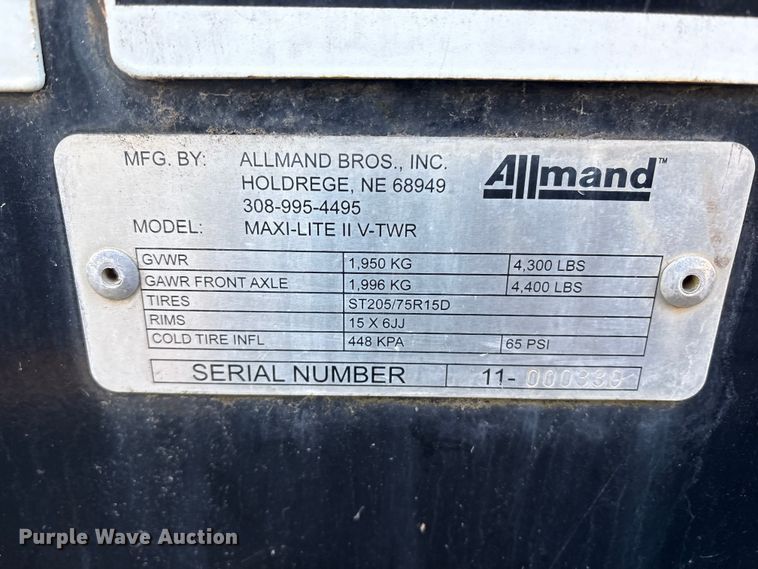 MFG. BY: ALLMAND BROS., INC.
HOLDREGE, NE 68949
308-995-4495
Allmand™
MODEL: MAXI-LITE II V-TWR
GVWR 1,950 KG 4,300 LBS
GAWR FRONT AXLE 1,996 KG 4,400 LBS
TIRES ST205/75R15D
RIMS 15 X 6JJ
COLD TIRE INFL 448 KPA 65 PSI
SERIAL NUMBER 11-000339
Purple Wave Auction